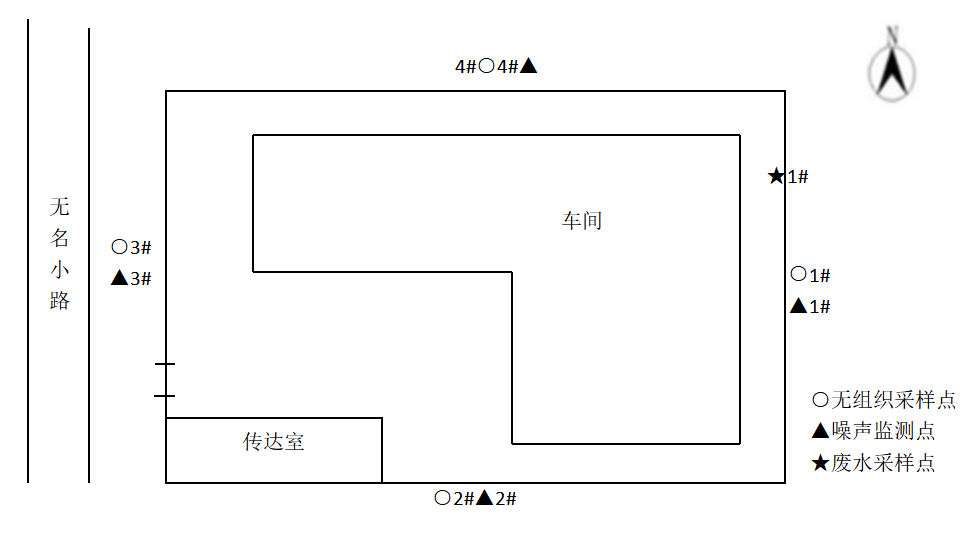 N
4#○4#▲
★1#
无名小路
车间
○3#
▲3#
○1#
▲1#
○无组织采样点
▲噪声监测点
★废水采样点
传达室
○2#▲2#